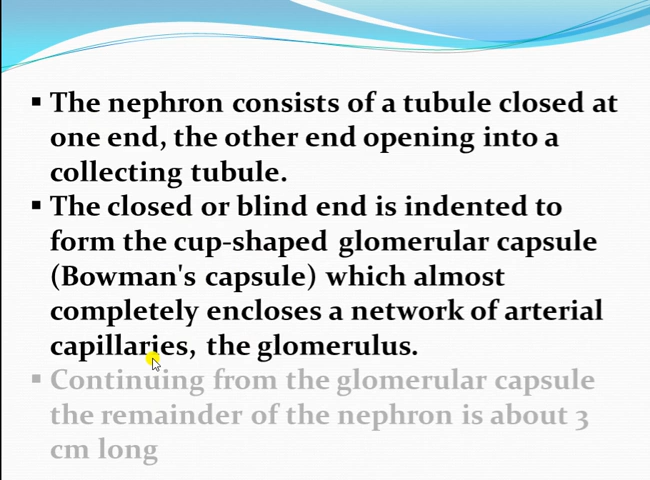 ▪ The nephron consists of a tubule closed at
one end, the other end opening into a
collecting tubule.
▪ The closed or blind end is indented to
form the cup-shaped glomerular capsule
(Bowman's capsule) which almost
completely encloses a network of arterial
capillaries, the glomerulus.
▪ Continuing from the glomerular capsule
the remainder of the nephron is about 3
cm long